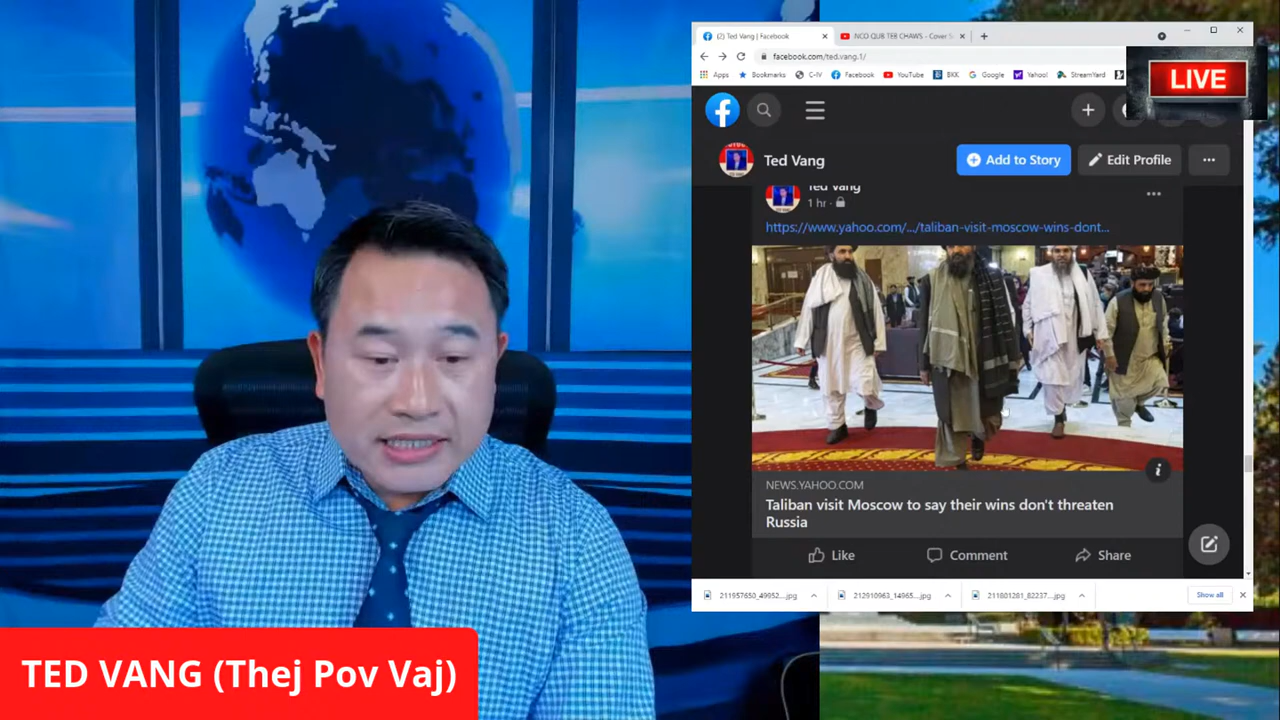 (2) Ted Vang | Facebook
NCO QUB TEB CHAWS - Cover S
facebook.com/ted.vang.1/
Apps Bookmarks C-IV Facebook YouTube BKK Google Yahoo! StreamYard
LIVE
Ted Vang
Add to Story
Edit Profile
Ted Vang
1 hr ·
https://www.yahoo.com/.../taliban-visit-moscow-wins-dont...
NEWS.YAHOO.COM
Taliban visit Moscow to say their wins don't threaten
Russia
Like Comment Share
211957650_49952....jpg
212910963_14965....jpg
211801281_82237....jpg
Show all
TED VANG (Thej Pov Vaj)